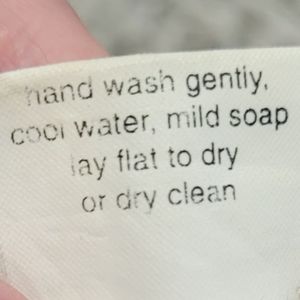 hand wash gently,
cool water, mild soap
lay flat to dry
or dry clean